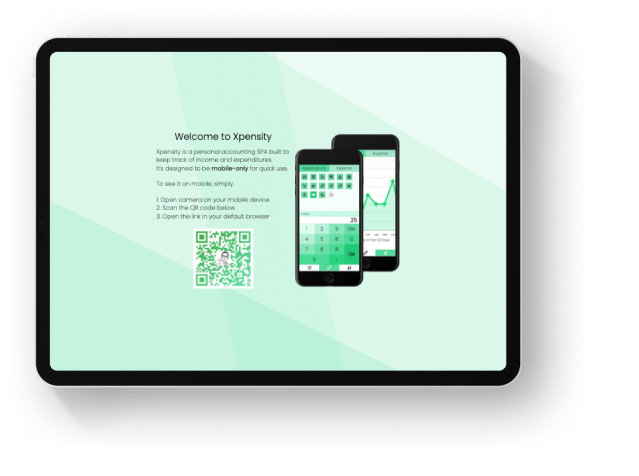 Welcome to Xpensity
Xpensity is a personal accounting SPA built to
keep track of income and expenditures.
It's designed to be mobile-only for quick use.
To see it on mobile, simply:
1. Open camera on your mobile device
2. Scan the QR code below
3. Open the link in your default browser
Expenditure Income
25
1 2 3 Del
4 5 6 C
7 8 9
0 . OK
Income